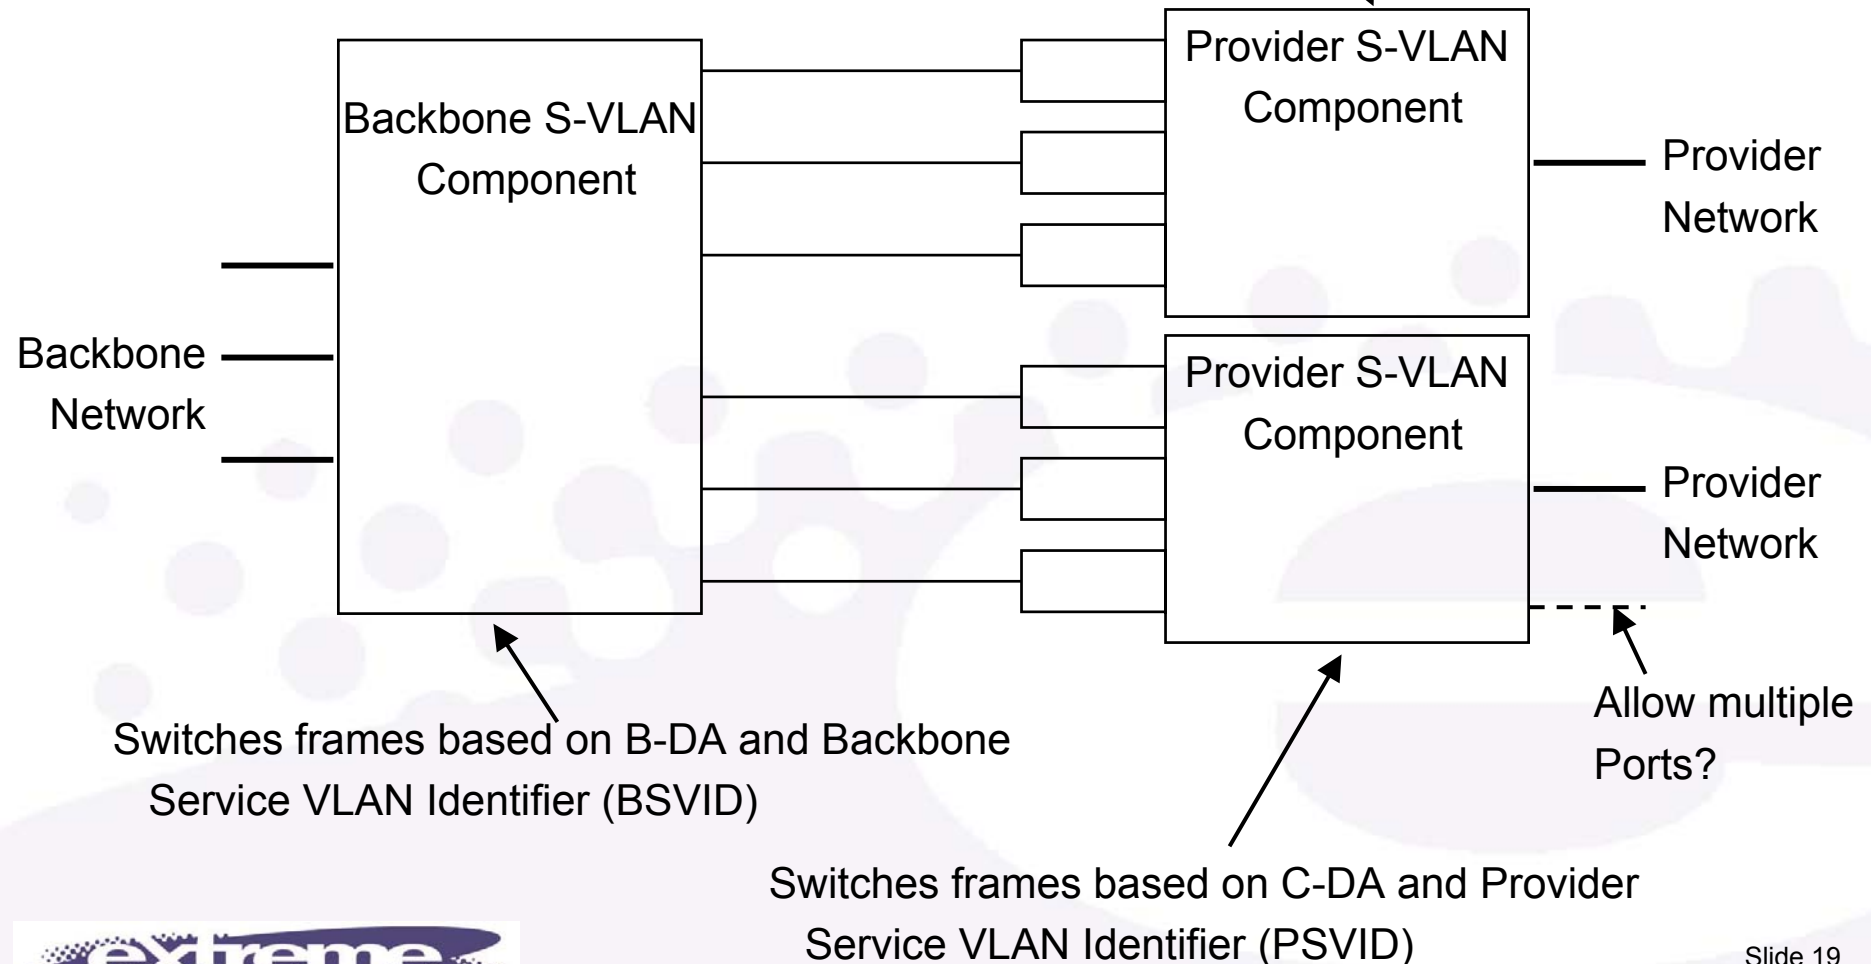 Provider S-VLAN
Component
Backbone S-VLAN
Component
Provider
Network
Backbone
Network
Provider S-VLAN
Component
Provider
Network
Allow multiple
Ports?
Switches frames based on B-DA and Backbone
Service VLAN Identifier (BSVID)
Switches frames based on C-DA and Provider
Service VLAN Identifier (PSVID)
extreme
Slide 19